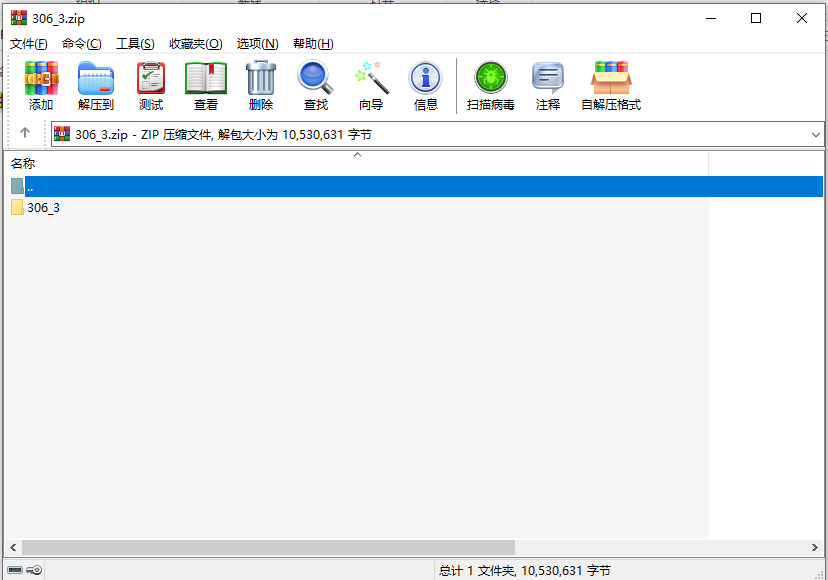 306_3.zip
文件(F) 命令(C) 工具(S) 收藏夹(O) 选项(N) 帮助(H)
添加 解压到 测试 查看 删除 查找 向导 信息 扫描病毒 注释 自解压格式
306_3.zip - ZIP 压缩文件, 解包大小为 10,530,631 字节
名称
..
306_3
总计 1 文件夹, 10,530,631 字节